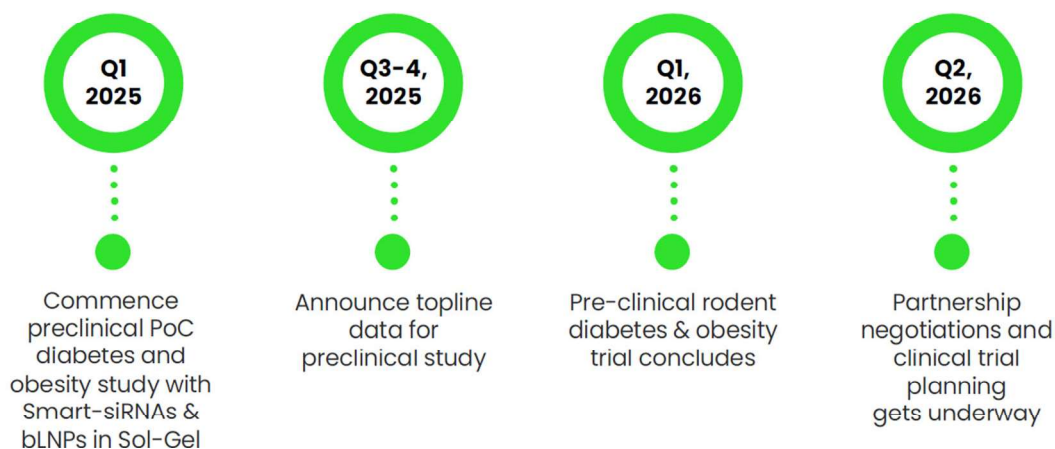 Q1
2025
Q3-4,
2025
Q1,
2026
Q2,
2026
Commence
preclinical PoC
diabetes and
obesity study with
Smart-siRNAs &
bLNPs in Sol-Gel
Announce topline
data for
preclinical study
Pre-clinical rodent
diabetes & obesity
trial concludes
Partnership
negotiations and
clinical trial
planning
gets underway